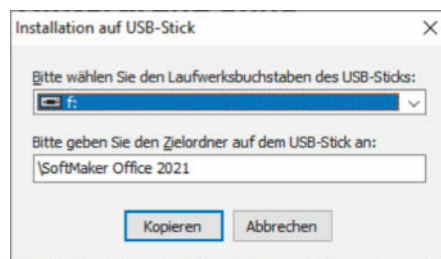 Installation auf USB-Stick
Bitte wählen Sie den Laufwerksbuchstaben des USB-Sticks:
f:
Bitte geben Sie den Zielordner auf dem USB-Stick an:
\SoftMaker Office 2021
Kopieren Abbrechen